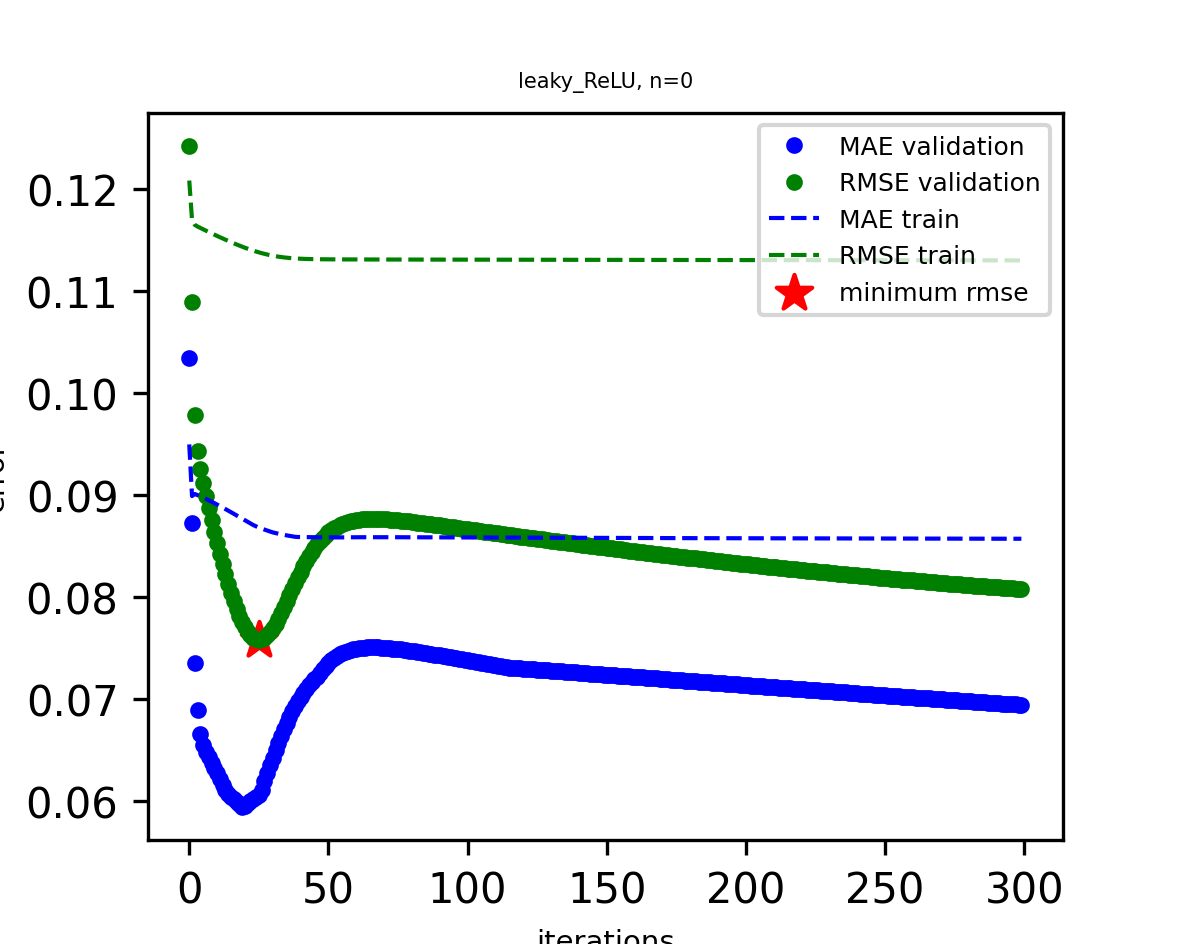 leaky_ReLU, n=0
MAE validation
RMSE validation
MAE train
RMSE train
minimum rmse
0.12
0.11
0.10
0.09
0.08
0.07
0.06
0 50 100 150 200 250 300
iterations